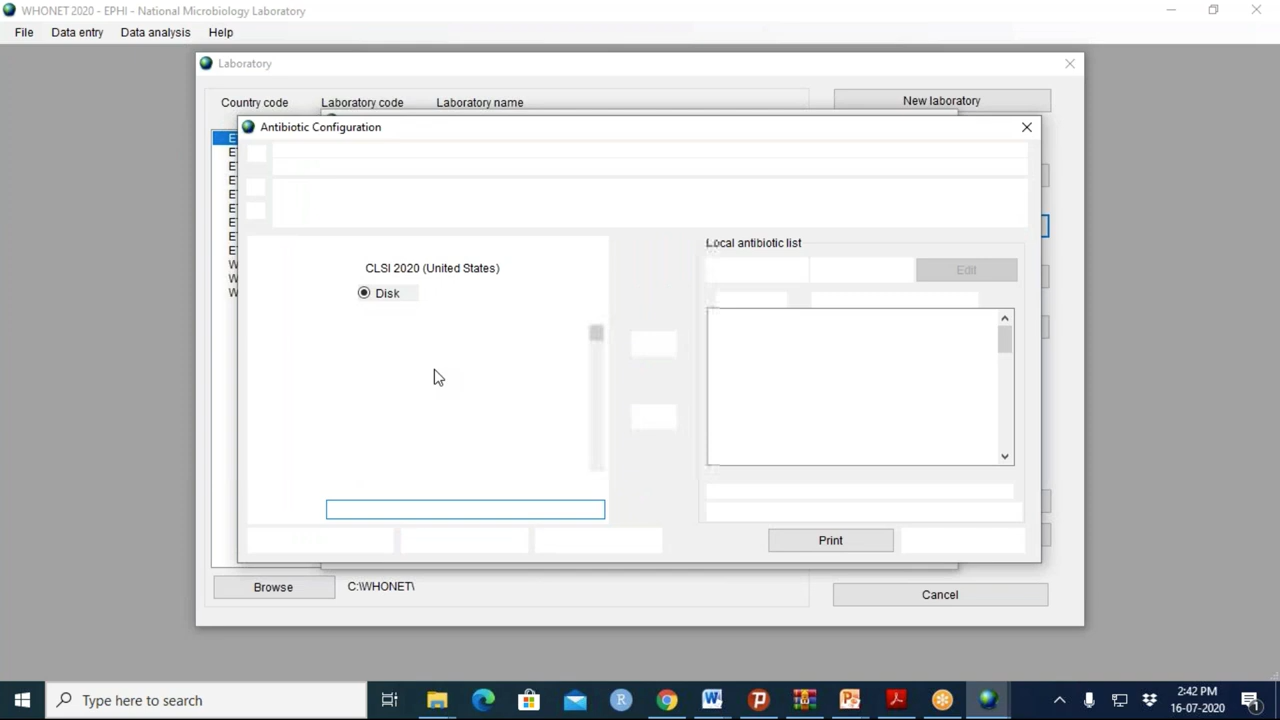 WHONET 2020 - EPHI - National Microbiology Laboratory
File Data entry Data analysis Help
Laboratory
Country code Laboratory code Laboratory name
New laboratory
Antibiotic Configuration
E
E
E
E
E
E
E
E
E
W
W
W
Local antibiotic list
CLSI 2020 (United States)
Edit
Disk
Print
Browse C:\WHONET\
Cancel
Type here to search
R
W
P
2:42 PM
16-07-2020
1